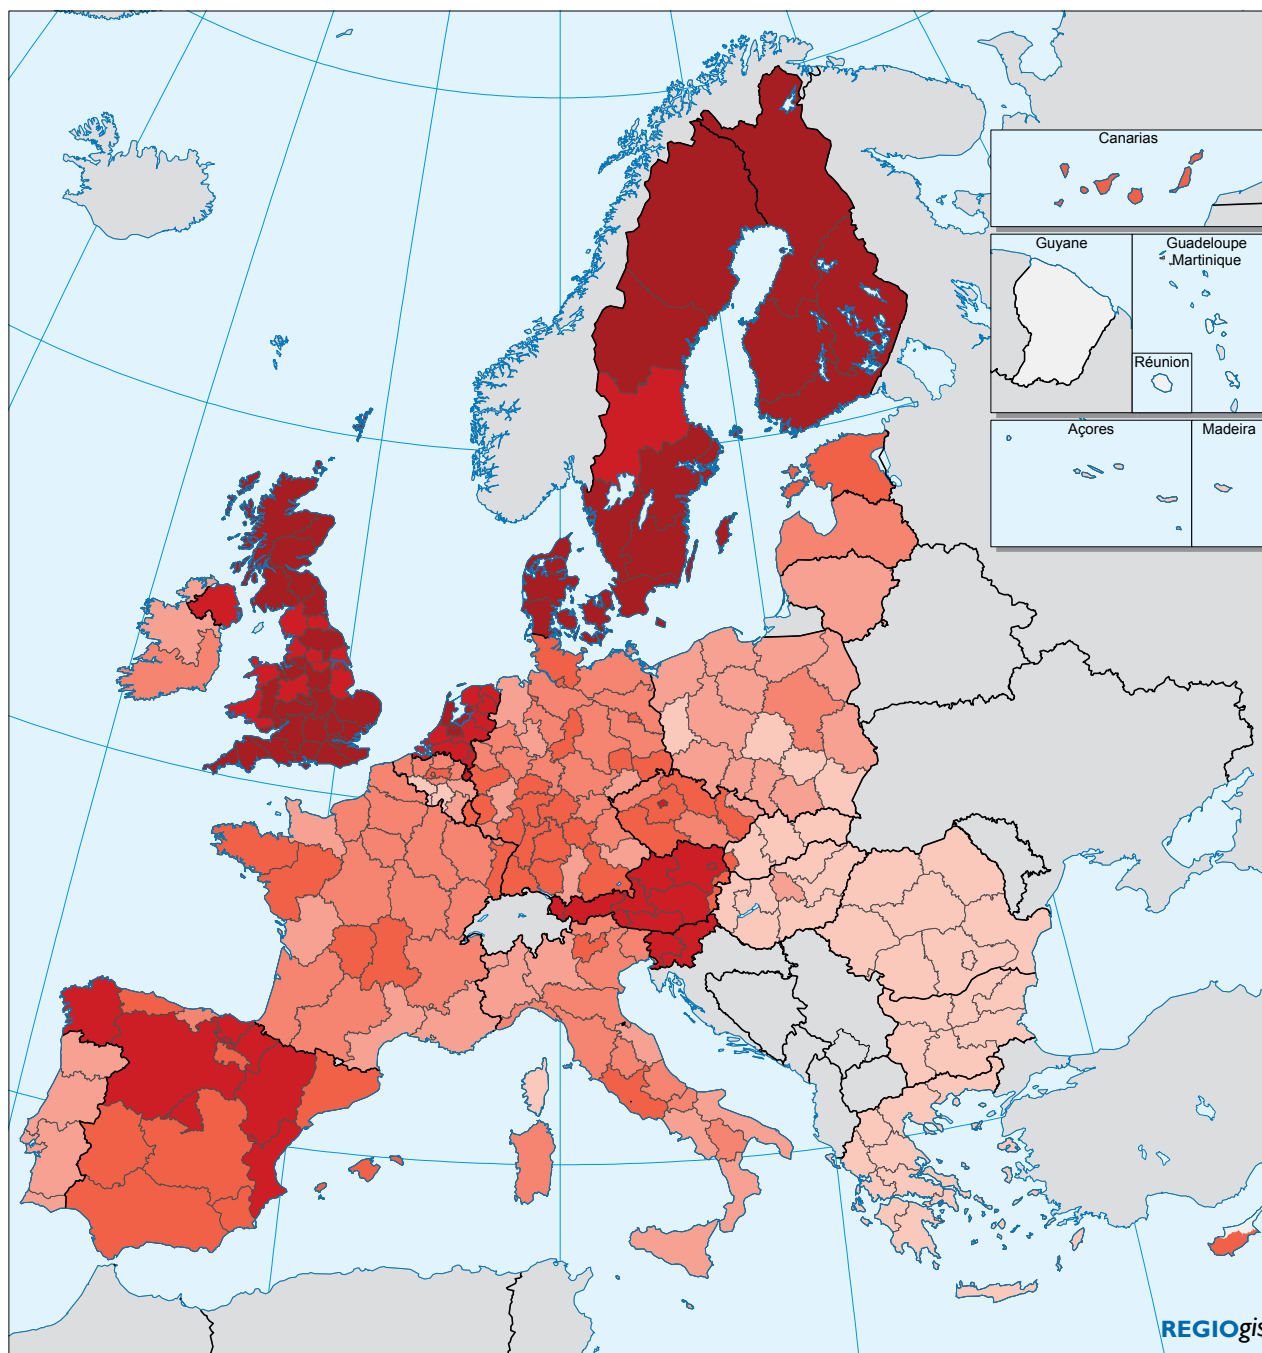 Canarias
Guyane
Guadeloupe
Martinique
Réunion
Açores
Madeira
REGIOgis